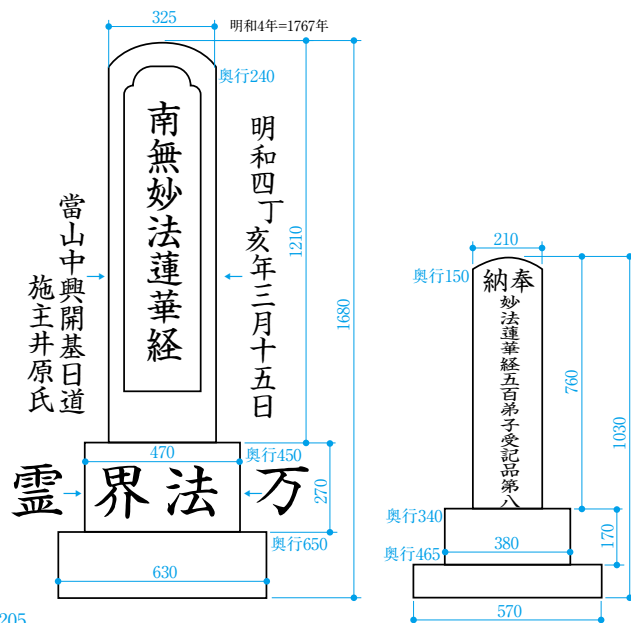 325
明和4年=1767年
奥行240
南無妙法蓮華経
明和四丁亥年三月十五日
當山中興開基日道
施主井原氏
1210
1680
470
奥行450
万法界霊
270
奥行650
630
205
210
奥行150
奉納
妙法蓮華経五百弟子受記品第八
760
1030
奥行340
380
170
奥行465
570